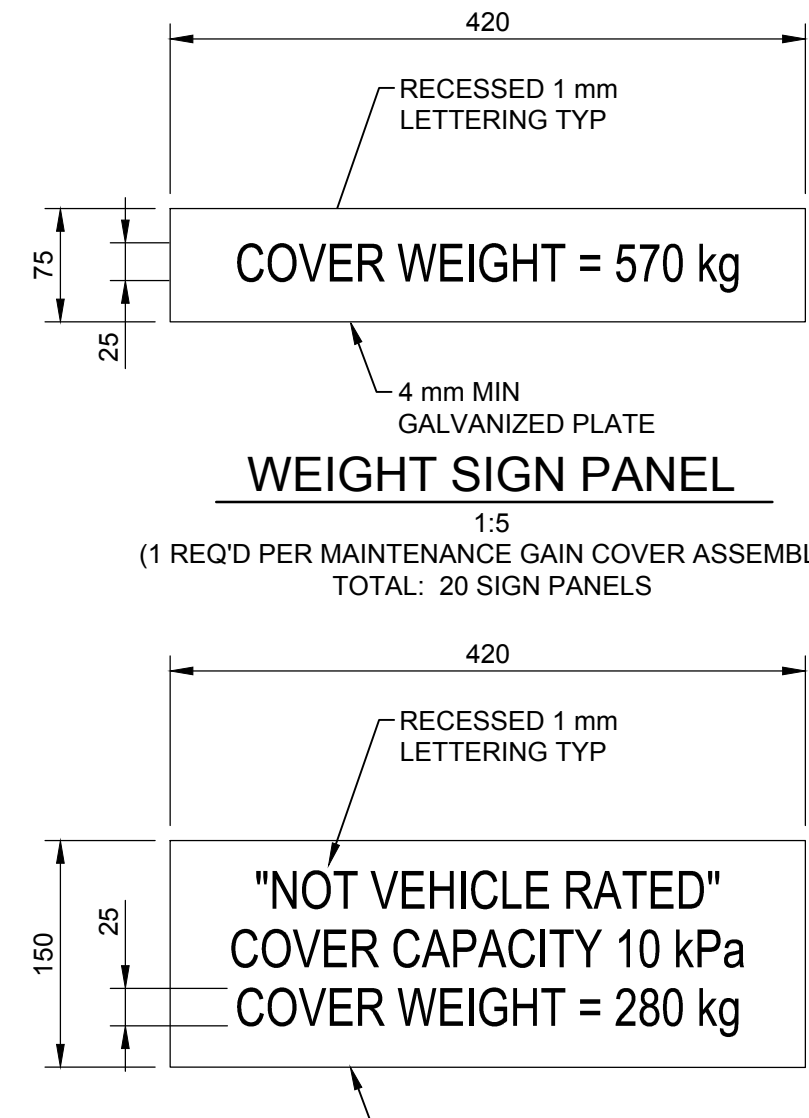 420
RECESSED 1 mm
LETTERING TYP
75
25
COVER WEIGHT = 570 kg
4 mm MIN
GALVANIZED PLATE
WEIGHT SIGN PANEL
1:5
(1 REQ'D PER MAINTENANCE GAIN COVER ASSEMBL
TOTAL: 20 SIGN PANELS
420
RECESSED 1 mm
LETTERING TYP
150
25
"NOT VEHICLE RATED"
COVER CAPACITY 10 kPa
COVER WEIGHT = 280 kg